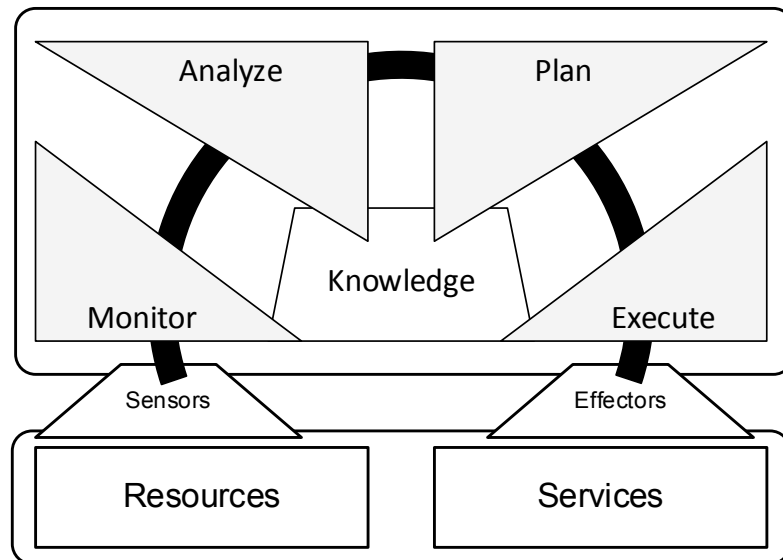 Analyze
Plan
Knowledge
Monitor
Execute
Sensors
Effectors
Resources
Services